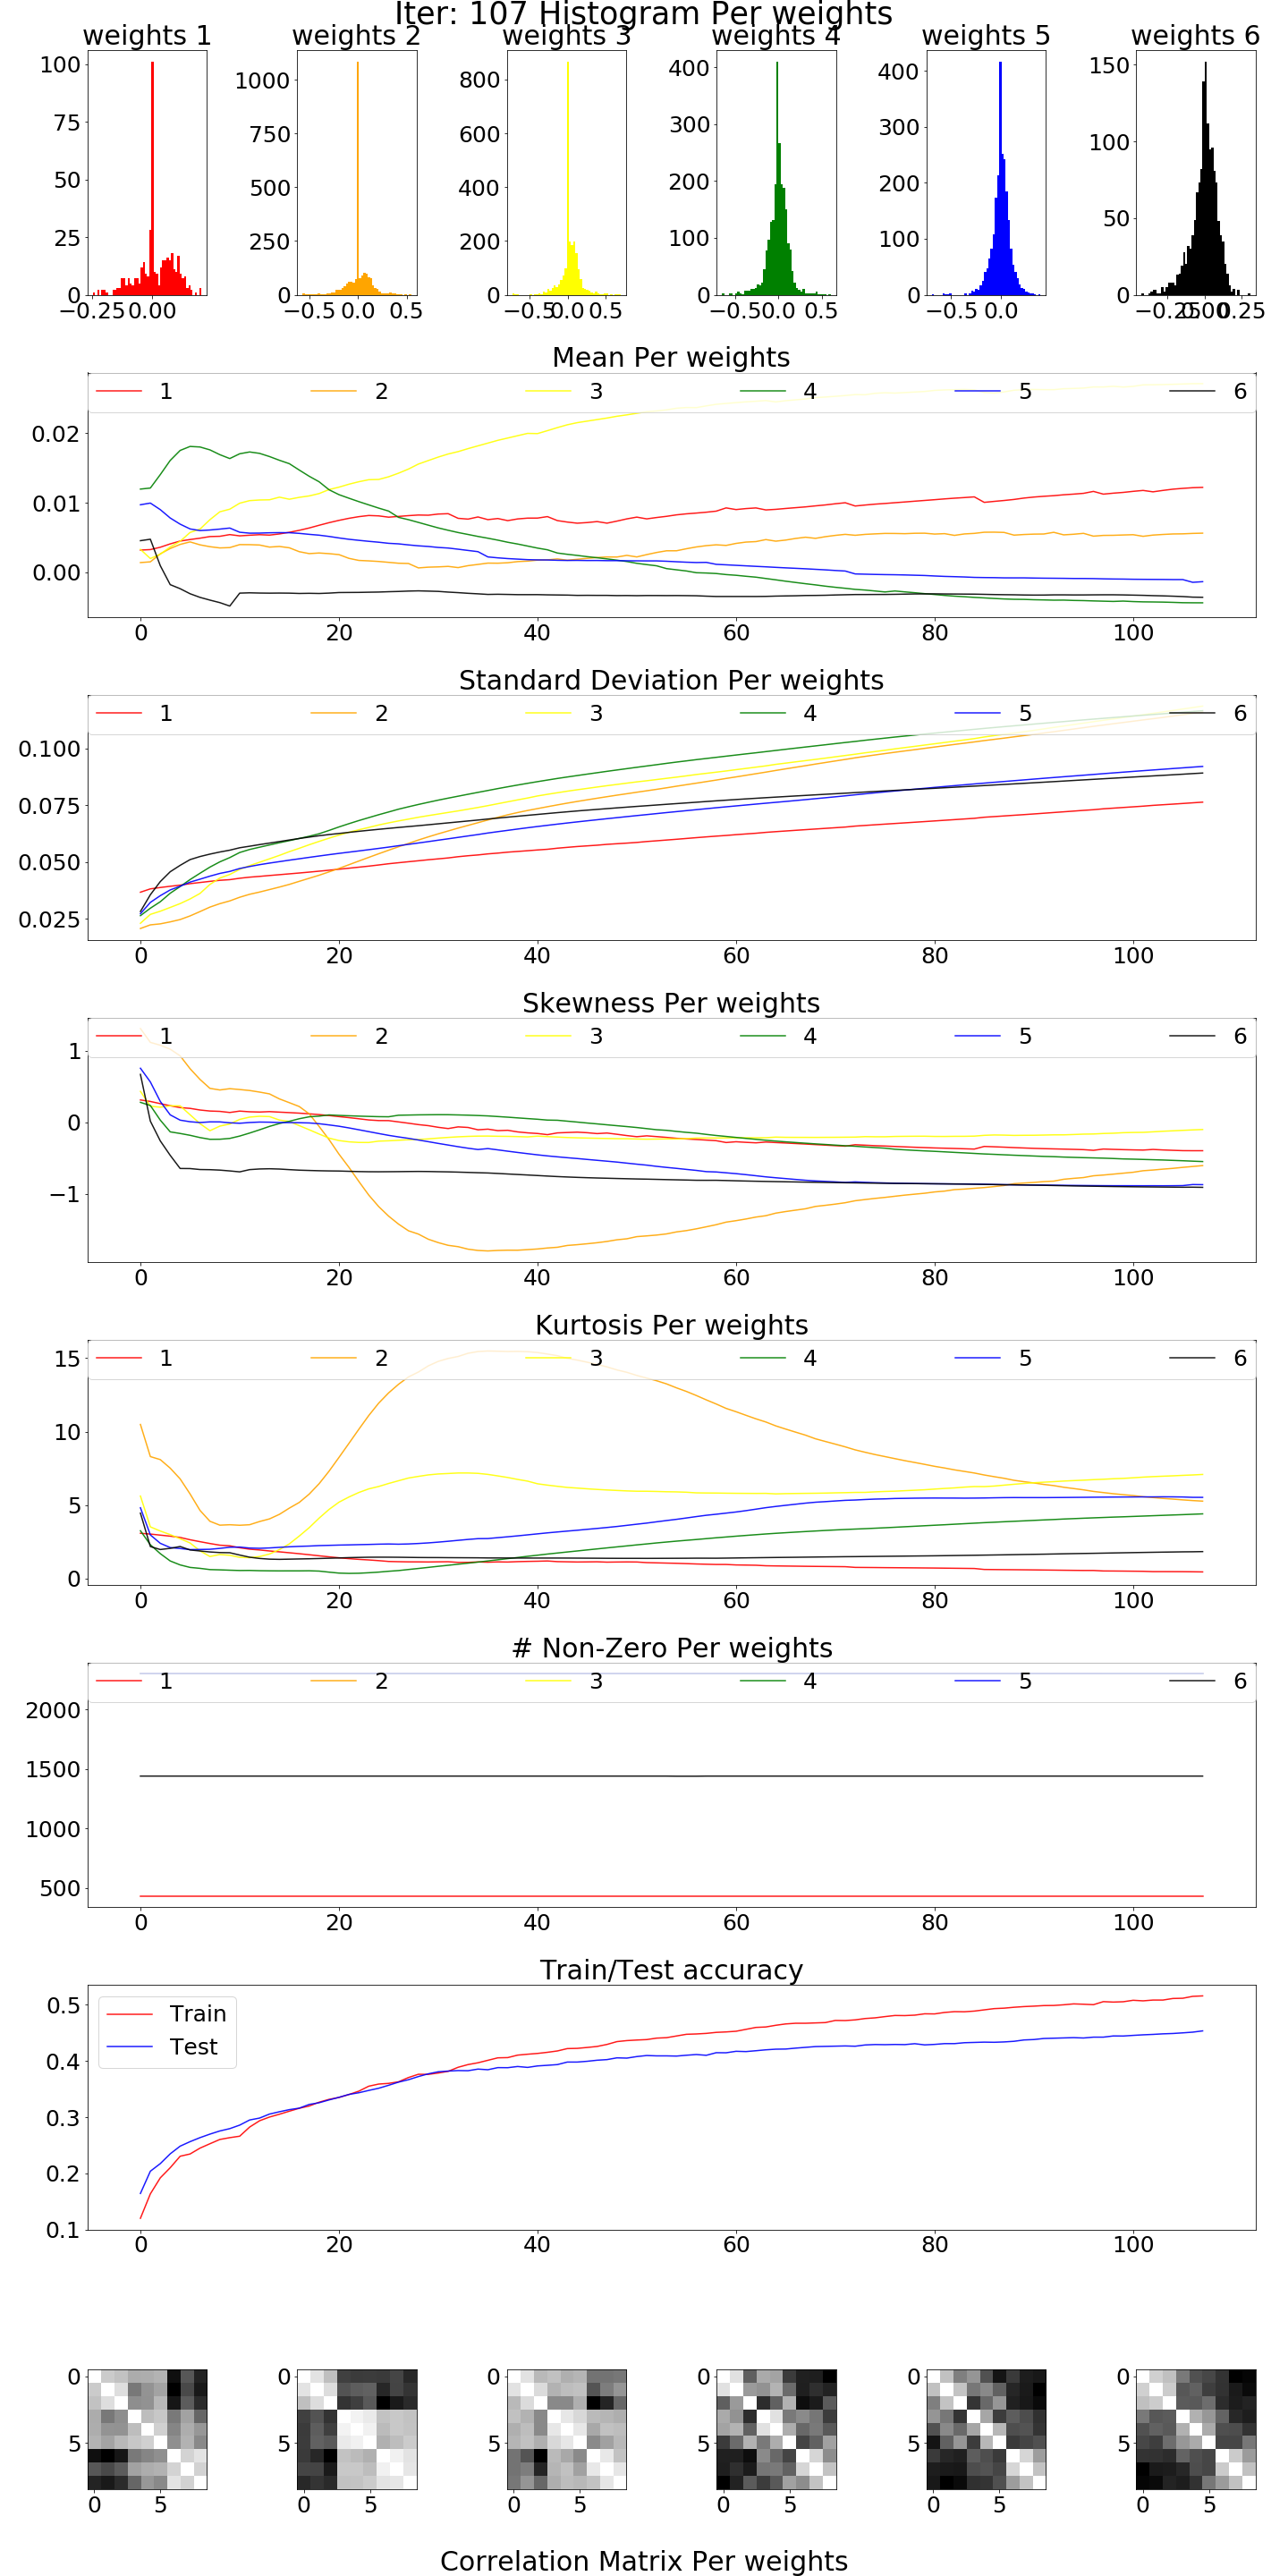 Iter: 107 Histogram Per weights
weights 1 weights 2 weights 3 weights 4 weights 5 weights 6
100 75 50 25 0
−0.25 0.00
1000 750 500 250 0
−0.5 0.0 0.5
800 600 400 200 0
−0.5 0.0 0.5
400 300 200 100 0
−0.5 0.0 0.5
400 300 200 100 0
−0.5 0.0
150 100 50 0
−0.25 0.00 0.25
Mean Per weights
1 2 3 4 5 6
0.02
0.01
0.00
0 20 40 60 80 100
Standard Deviation Per weights
1 2 3 4 5 6
0.100
0.075
0.050
0.025
0 20 40 60 80 100
Skewness Per weights
1 2 3 4 5 6
1
0
−1
0 20 40 60 80 100
Kurtosis Per weights
1 2 3 4 5 6
15
10
5
0
0 20 40 60 80 100
# Non-Zero Per weights
1 2 3 4 5 6
2000
1500
1000
500
0 20 40 60 80 100
Train/Test accuracy
Train
Test
0.5
0.4
0.3
0.2
0.1
0 20 40 60 80 100
0 0 0 0 0 0
5 5 5 5 5 5
0 5 0 5 0 5 0 5 0 5 0 5
Correlation Matrix Per weights